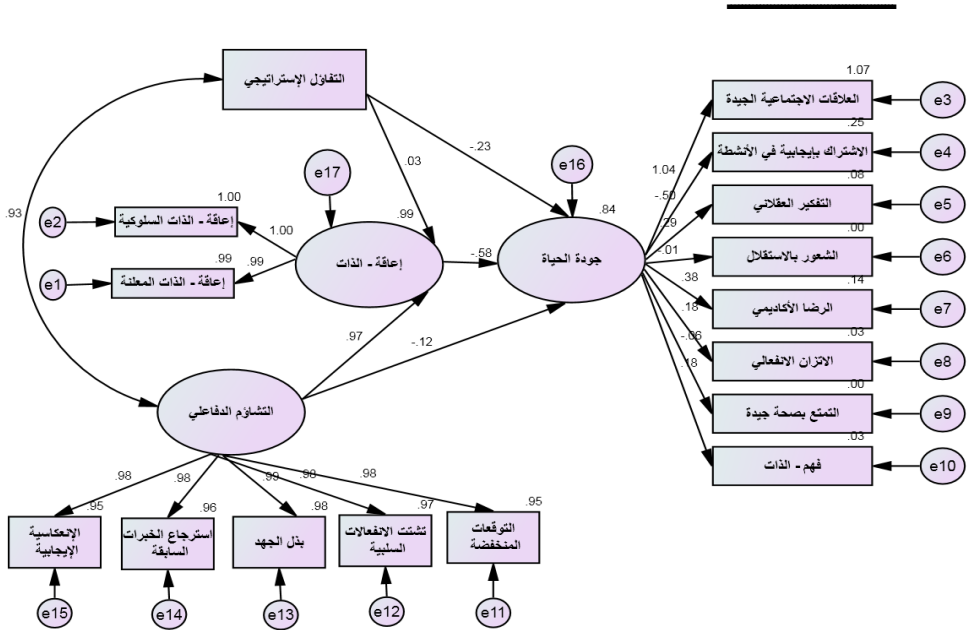 1.07
التفاؤل الإستراتيجي
العلاقات الاجتماعية الجيدة
e3
.25
الاشتراك بإيجابية في الأنشطة
e4
-.23
e16
1.04
.08
-.50
التفكير العقلاني
e5
.03
e17
.93
1.00
.99
.84
.29
.00
e2
إعاقة - الذات السلوكية
1.00
إعاقة - الذات
-.58
جودة الحياة
-.01
الشعور بالاستقلال
e6
.99
.99
e1
إعاقة - الذات المعلنة
.38
.14
الرضا الأكاديمي
e7
.18
.97
-.12
.03
-.06
الاتزان الانفعالي
e8
.18
.00
التشاؤم الدفاعلي
التمتع بصحة جيدة
e9
.03
فهم - الذات
e10
.98
.98
.99
.98
.98
.95
.96
.98
.97
.95
الإنعكاسية
الإيجابية
استرجاع الخبرات
السابقة
بذل الجهد
تشتت الانفعالات
السلبية
التوقعات
المنخفضة
e15
e14
e13
e12
e11